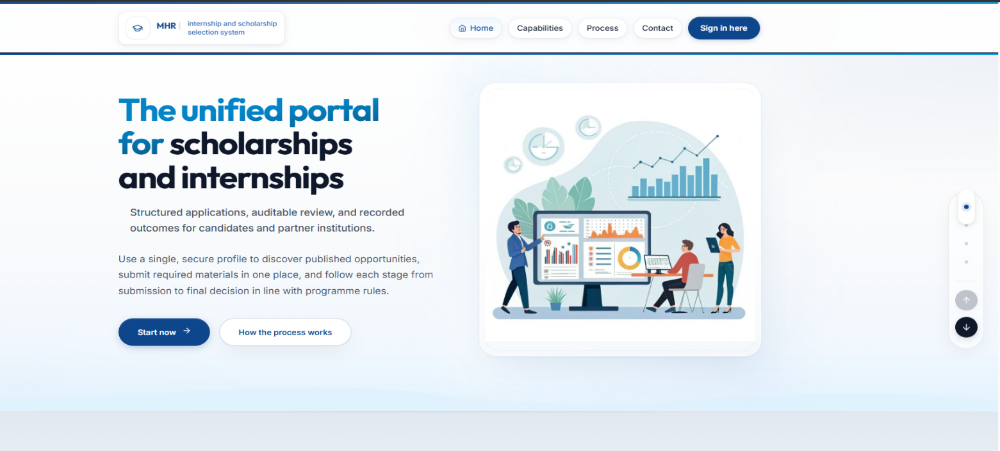 MHR
internship and scholarship
selection system
Home
Capabilities
Process
Contact
Sign in here
The unified portal
for scholarships
and internships
Structured applications, auditable review, and recorded
outcomes for candidates and partner institutions.
Use a single, secure profile to discover published opportunities,
submit required materials in one place, and follow each stage from
submission to final decision in line with programme rules.
Start now
How the process works